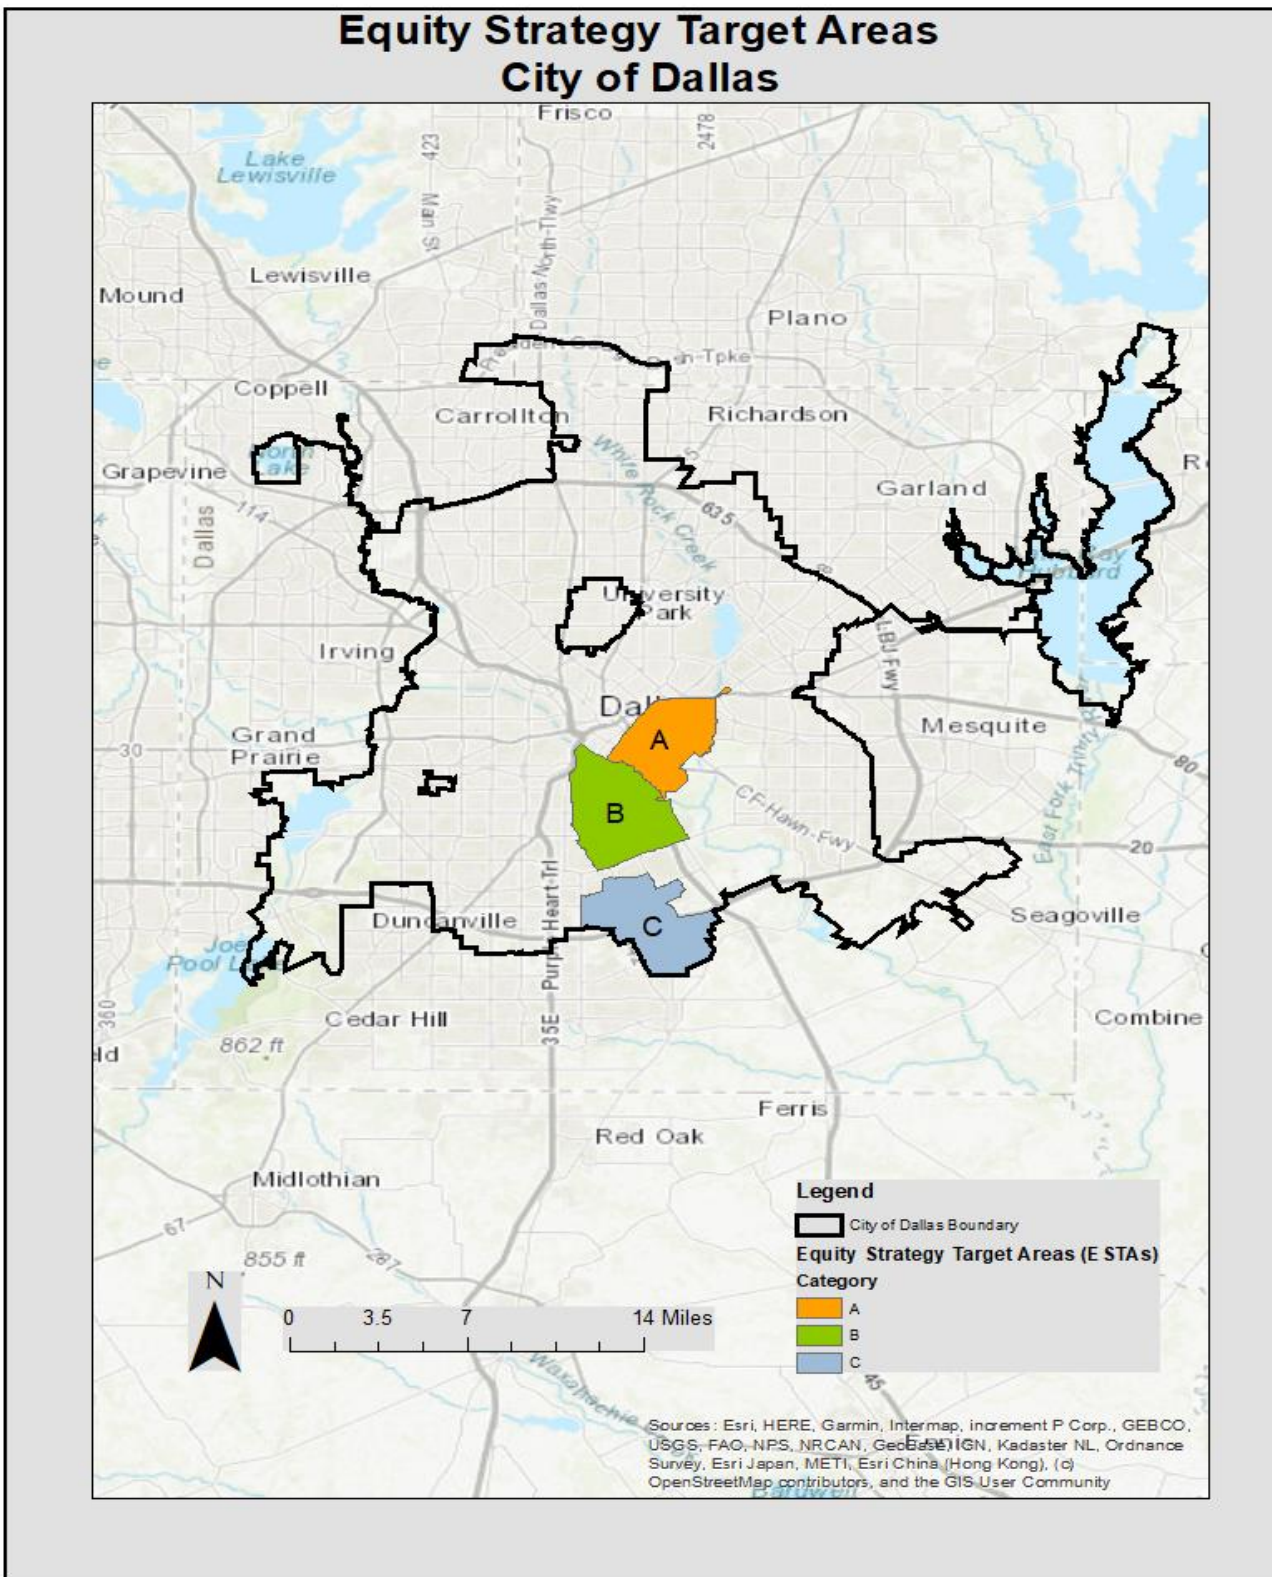 Equity Strategy Target Areas
City of Dallas
Frisco
2478
423
Main St
Lake
Lewisville
Dallas North-Tlwy
Lewisville
Mound
Plano
Coppell
Carrollton
Richardson
North
Lake
Grapevine
White Rock Creek
635
Garland
114
Dallas
University
Park
Irving
LBJ Fwy
A
Mesquite
Grand
Prairie
30
80
East Fork Trinity
B
CF-Hawn-Fwy
20
Purple Heart-Trl
Duncanville
C
Seagoville
Joe
Pool
35E
360
Cedar Hill
862 ft
Combine
Ferris
Red Oak
Midlothian
67
855 ft
287
Legend
City of Dallas Boundary
Equity Strategy Target Areas (ESTAs)
Category
A
B
C
N
0 3.5 7 14 Miles
45
Waxahachie
Sources: Esri, HERE, Garmin, Intermap, increment P Corp., GEBCO,
USGS, FAO, NPS, NRCAN, GeoBase, IGN, Kadaster NL, Ordnance
Survey, Esri Japan, METI, Esri China (Hong Kong), (c)
OpenStreetMap contributors, and the GIS User Community